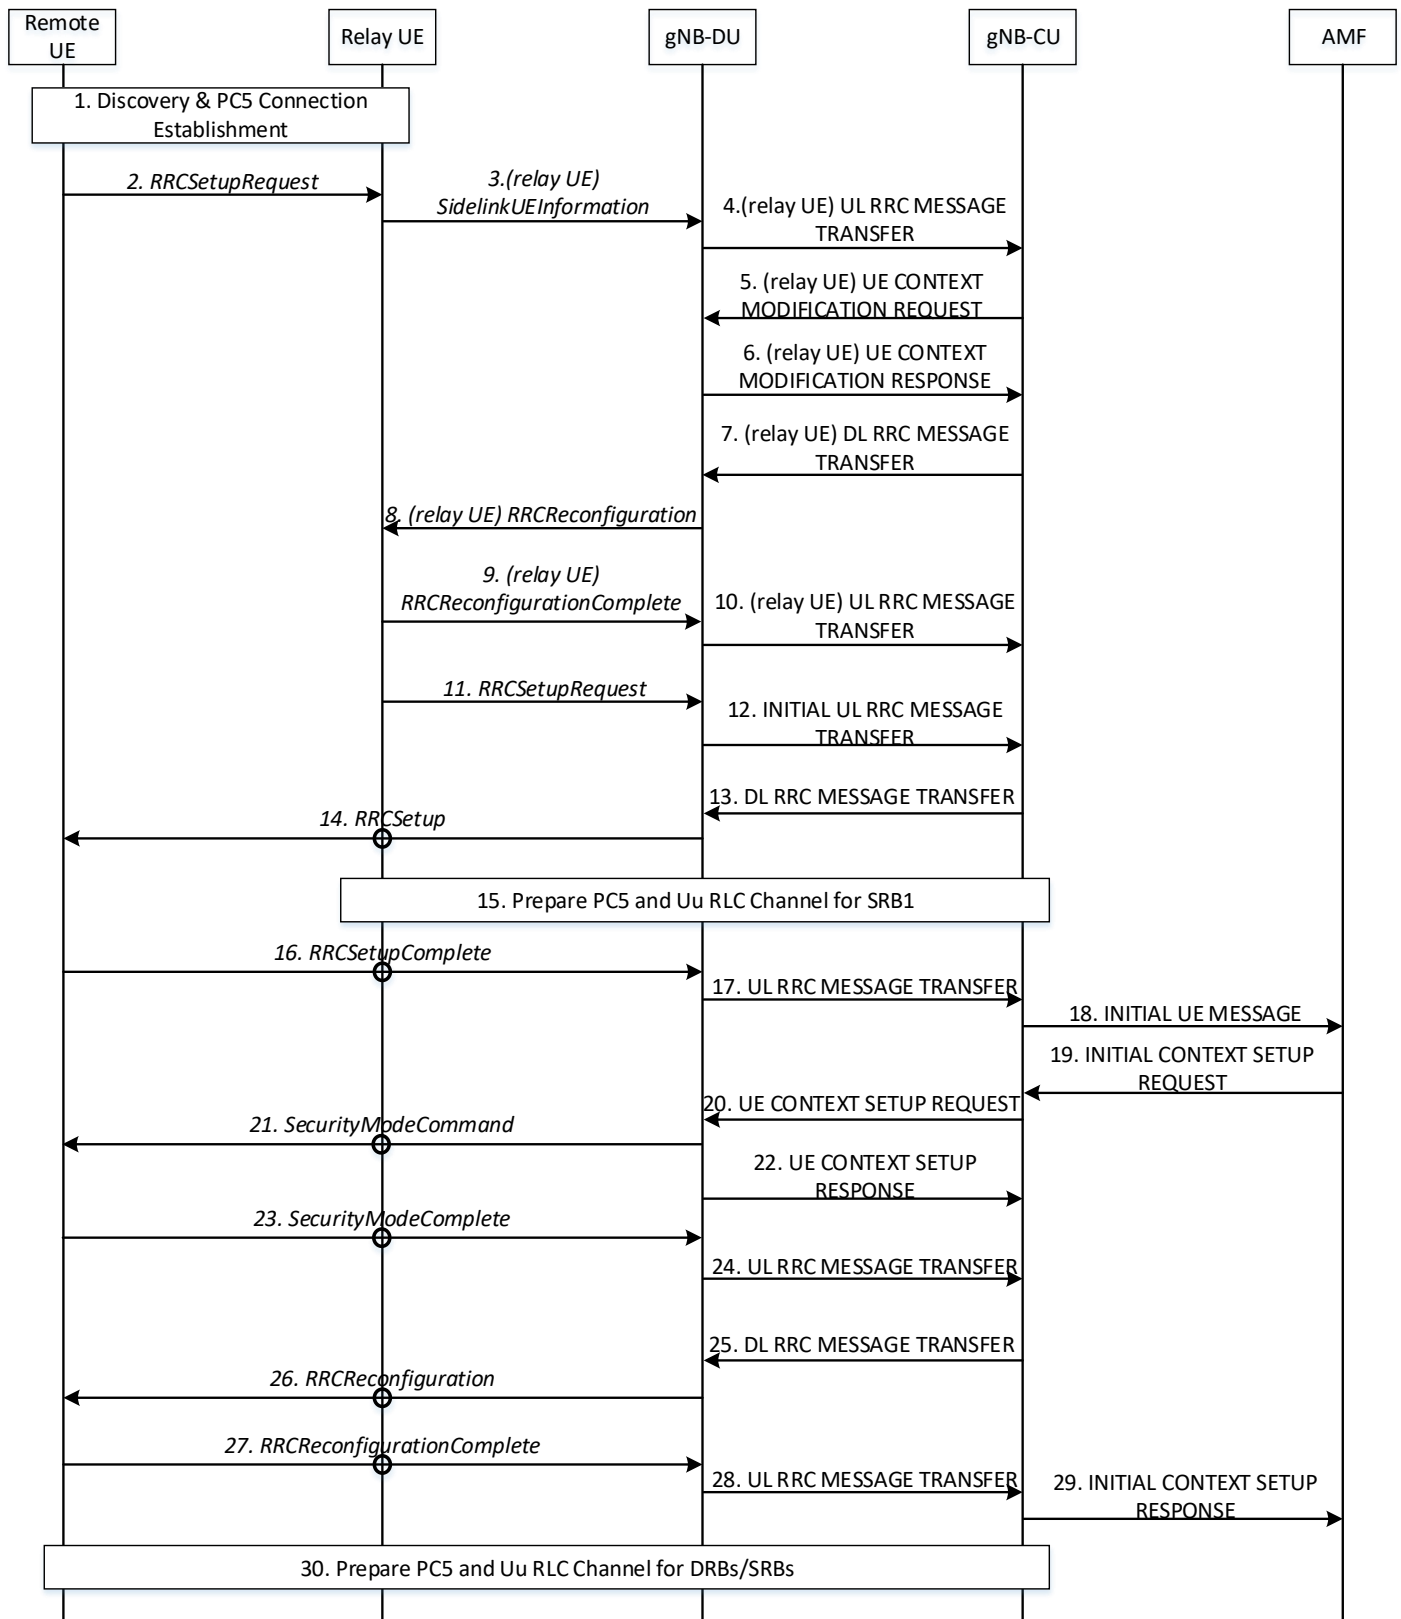 Remote
UE
Relay UE
gNB-DU
gNB-CU
AMF
1. Discovery & PC5 Connection
Establishment
2. RRCSetupRequest
3.(relay UE)
SidelinkUEInformation
4.(relay UE) UL RRC MESSAGE
TRANSFER
5. (relay UE) UE CONTEXT
MODIFICATION REQUEST
6. (relay UE) UE CONTEXT
MODIFICATION RESPONSE
7. (relay UE) DL RRC MESSAGE
TRANSFER
8. (relay UE) RRCReconfiguration
9. (relay UE)
RRCReconfigurationComplete
10. (relay UE) UL RRC MESSAGE
TRANSFER
11. RRCSetupRequest
12. INITIAL UL RRC MESSAGE
TRANSFER
13. DL RRC MESSAGE TRANSFER
14. RRCSetup
15. Prepare PC5 and Uu RLC Channel for SRB1
16. RRCSetupComplete
17. UL RRC MESSAGE TRANSFER
18. INITIAL UE MESSAGE
19. INITIAL CONTEXT SETUP
REQUEST
20. UE CONTEXT SETUP REQUEST
21. SecurityModeCommand
22. UE CONTEXT SETUP
RESPONSE
23. SecurityModeComplete
24. UL RRC MESSAGE TRANSFER
25. DL RRC MESSAGE TRANSFER
26. RRCReconfiguration
27. RRCReconfigurationComplete
28. UL RRC MESSAGE TRANSFER
29. INITIAL CONTEXT SETUP
RESPONSE
30. Prepare PC5 and Uu RLC Channel for DRBs/SRBs